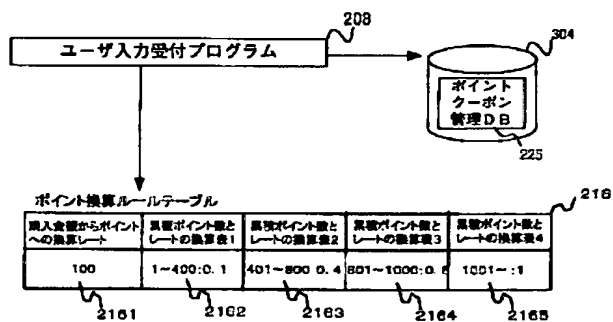 208
ユーザ入力受付プログラム
304
ポイント
クーポン
管理DB
225
ポイント換算ルールテーブル
216
購入金額からポイント
への換算レート
累積ポイント数と
レートの換算表1
累積ポイント数と
レートの換算表2
累積ポイント数と
レートの換算表3
累積ポイント数と
レートの換算表4
100
1~400:0.1
401~800 0.4
801~1000:0.
1001~ :1
2161
2162
2163
2164
2165